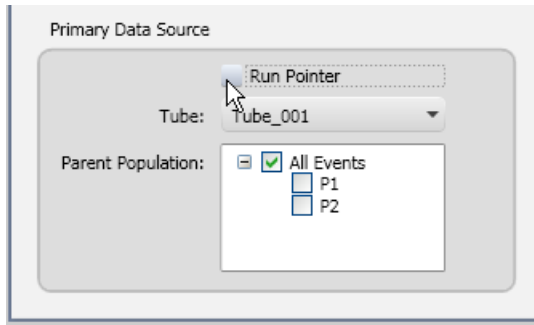 Primary Data Source
Run Pointer
Tube: Tube_001
Parent Population: All Events
P1
P2